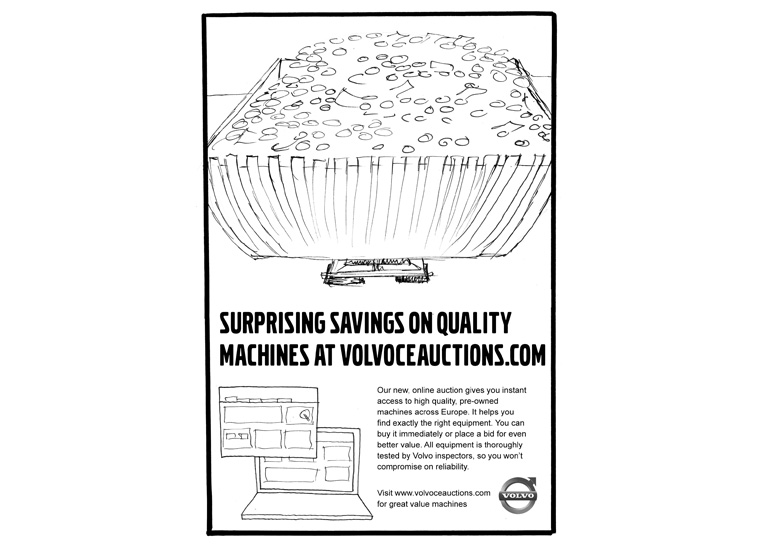 SURPRISING SAVINGS ON QUALITY
MACHINES AT VOLVOCEAUCTIONS.COM
Our new, online auction gives you instant
access to high quality, pre-owned
machines across Europe. It helps you
find exactly the right equipment. You can
buy it immediately or place a bid for even
better value. All equipment is thoroughly
tested by Volvo inspectors, so you won't
compromise on reliability.
Visit www.volvoceauctions.com
for great value machines
VOLVO